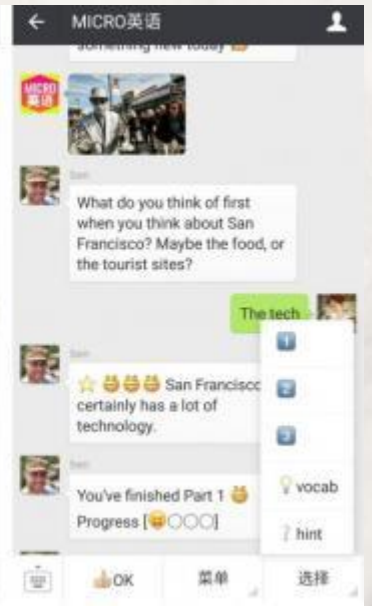 MICRO英语
something new today
MICRO
英语
Ben
What do you think of first
when you think about San
Francisco? Maybe the food, or
the tourist sites?
The tech
Ben
San Francisco
certainly has a lot of
technology.
Ben
You've finished Part 1
Progress [😛○○○]
1
2
3
vocab
? hint
OK
菜单
选择